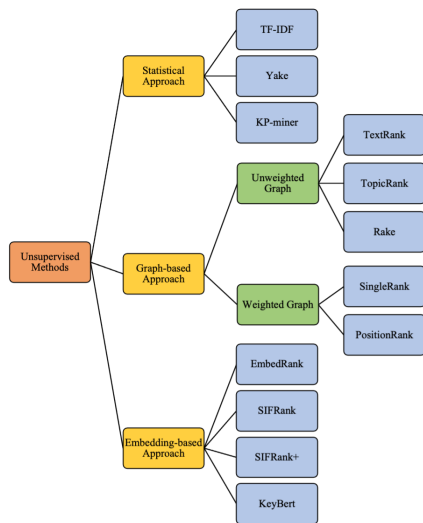 Unsupervised
Methods
Statistical
Approach
TF-IDF
Yake
KP-miner
Graph-based
Approach
Unweighted
Graph
TextRank
TopicRank
Rake
Weighted Graph
SingleRank
PositionRank
Embedding-based
Approach
EmbedRank
SIFRank
SIFRank+
KeyBert